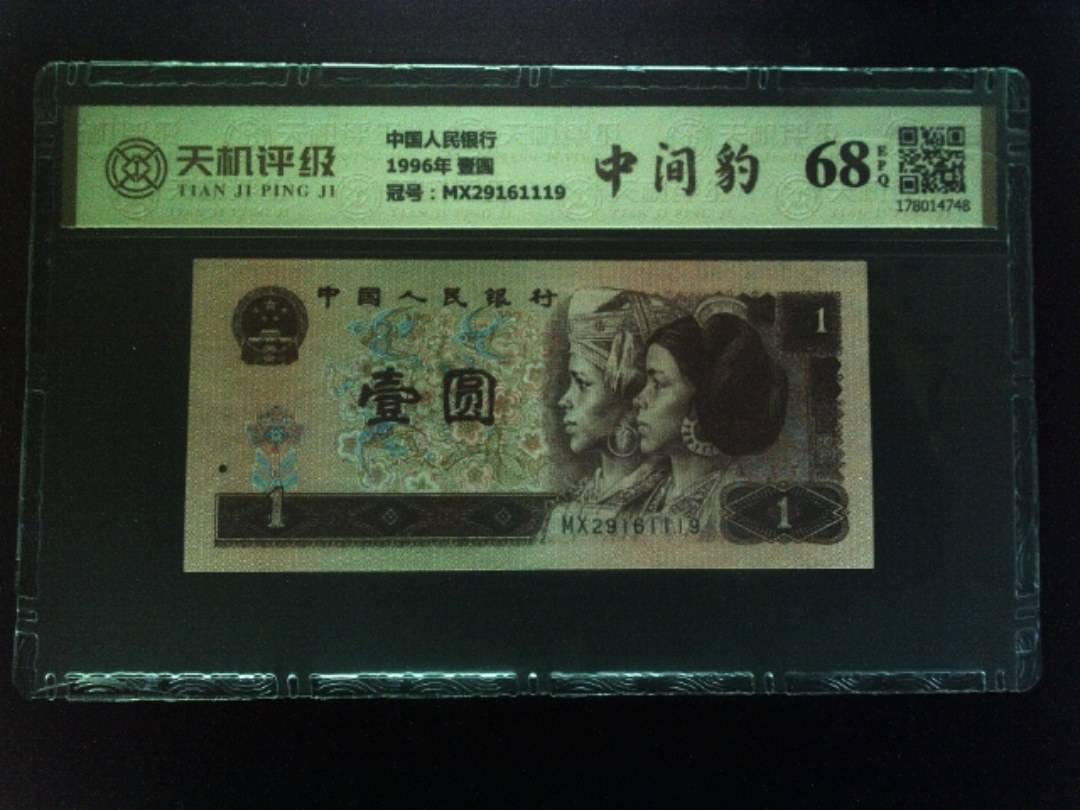 天机评级
TIAN JI PING JI
中国人民银行
1996年 壹圆
冠号：MX29161119
中间豹
68
EPQ
178014748
中国人民银行
1
壹圆
1
MX29161119
1